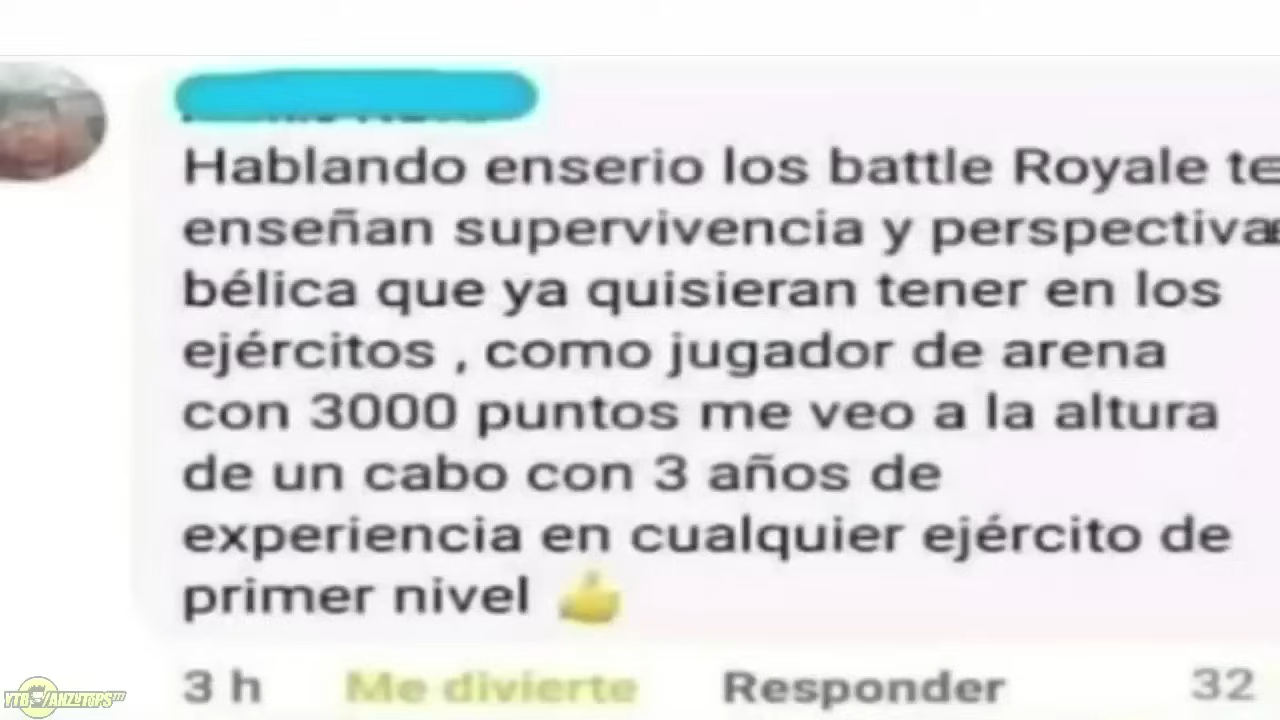 Hablando enserio los battle Royale te
enseñan supervivencia y perspectiva
bélica que ya quisieran tener en los
ejércitos , como jugador de arena
con 3000 puntos me veo a la altura
de un cabo con 3 años de
experiencia en cualquier ejército de
primer nivel
3 h Me divierte Responder 32